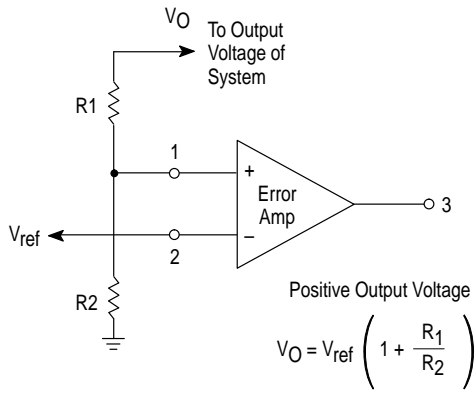 VO
To Output
Voltage of
System
R1
1
+
Error
Amp
3
Vref
–
2
R2
Positive Output Voltage
VO = Vref ( 1 + R1 / R2 )